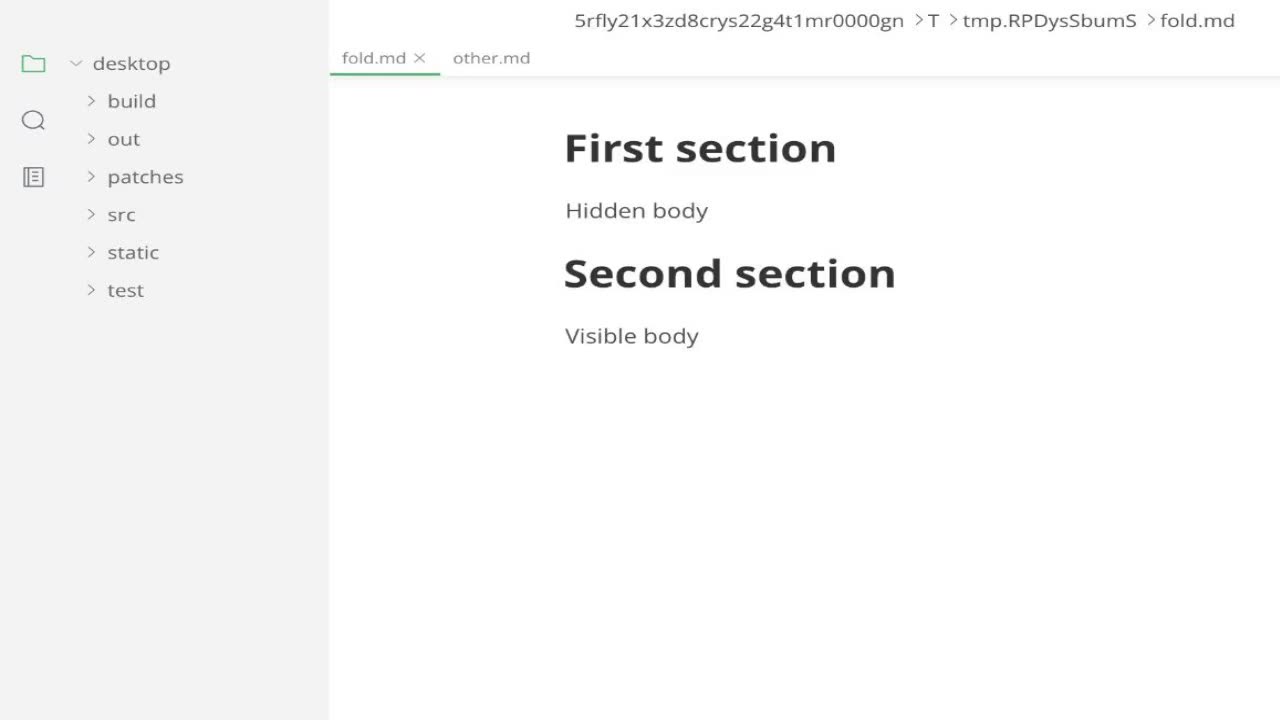 5rfly21x3zd8crys22g4t1mr0000gn > T > tmp.RPDysSbumS > fold.md
fold.md × other.md
desktop
build
out
patches
src
static
test
First section
Hidden body
Second section
Visible body